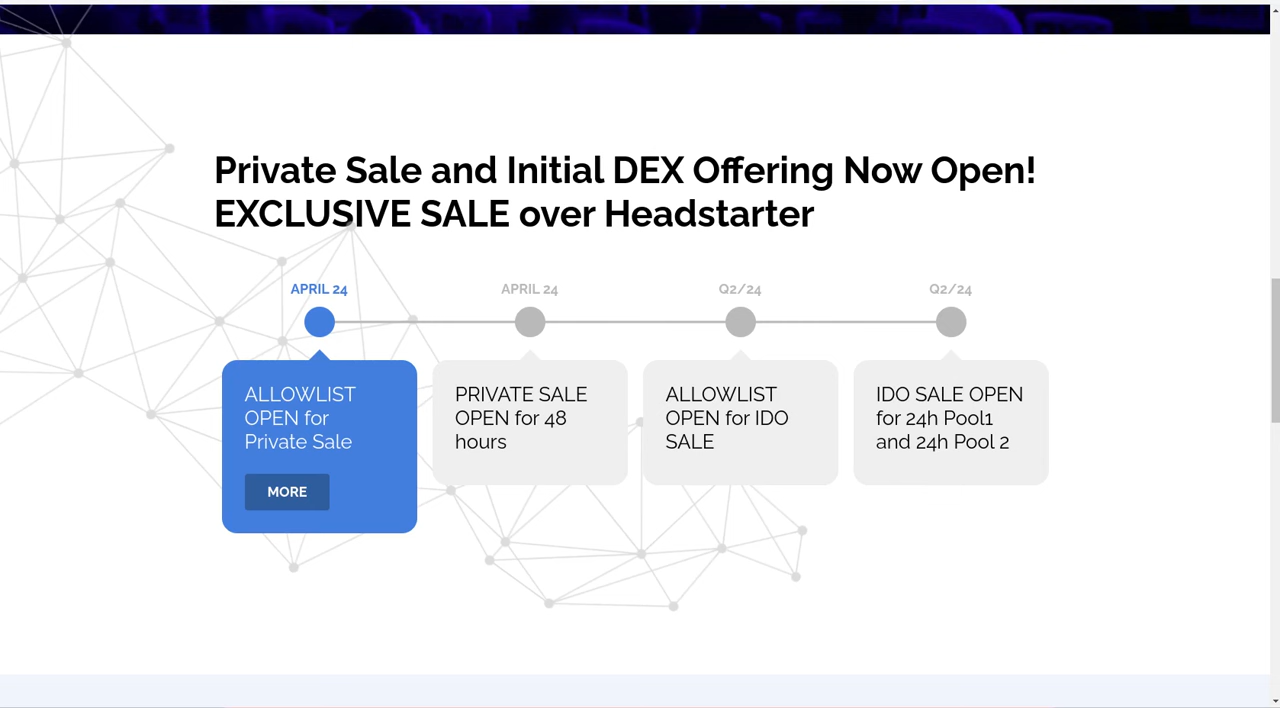 Private Sale and Initial DEX Offering Now Open!
EXCLUSIVE SALE over Headstarter
APRIL 24
APRIL 24
Q2/24
Q2/24
ALLOWLIST
OPEN for
Private Sale
MORE
PRIVATE SALE
OPEN for 48
hours
ALLOWLIST
OPEN for IDO
SALE
IDO SALE OPEN
for 24h Pool1
and 24h Pool 2